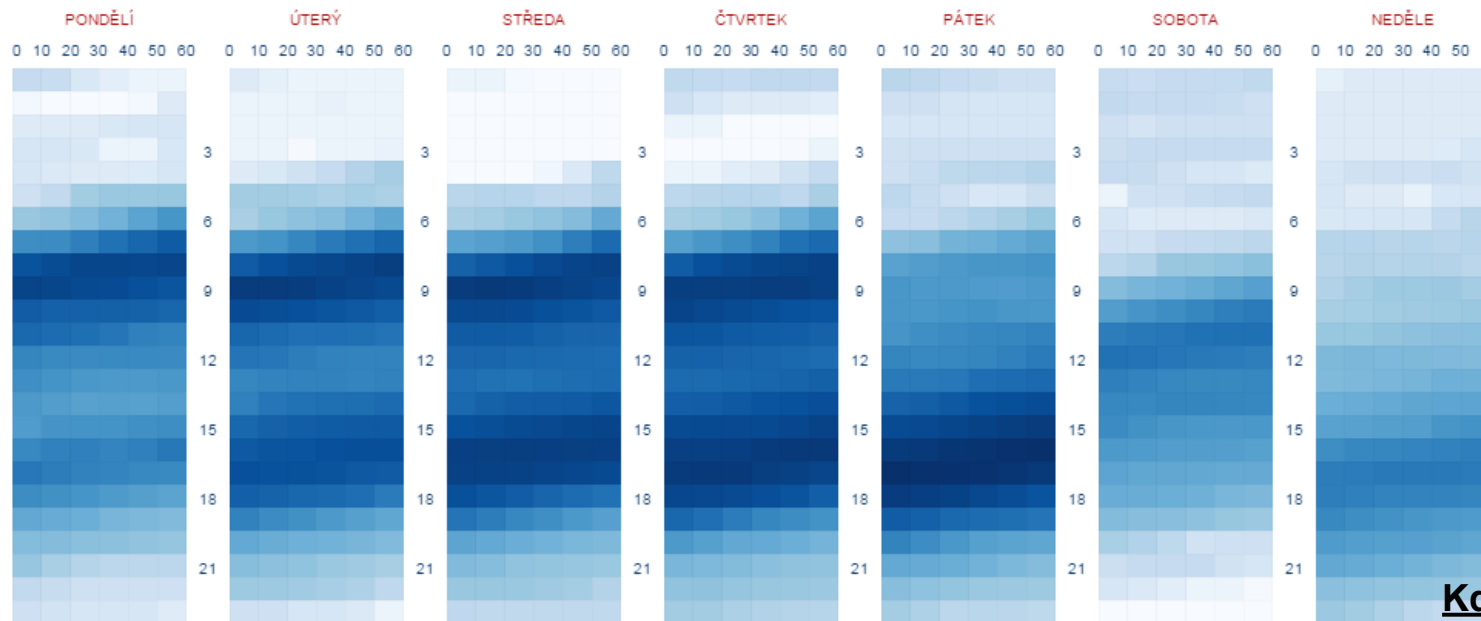 PONDĚLÍ ÚTERÝ STŘEDA ČTVRTEK PÁTEK SOBOTA NEDĚLE
0 10 20 30 40 50 60 0 10 20 30 40 50 60 0 10 20 30 40 50 60 0 10 20 30 40 50 60 0 10 20 30 40 50 60 0 10 20 30 40 50 60 0 10 20 30 40 50
3 3 3 3 3 3
6 6 6 6 6 6
9 9 9 9 9 9
12 12 12 12 12 12
15 15 15 15 15 15
18 18 18 18 18 18
21 21 21 21 21 21